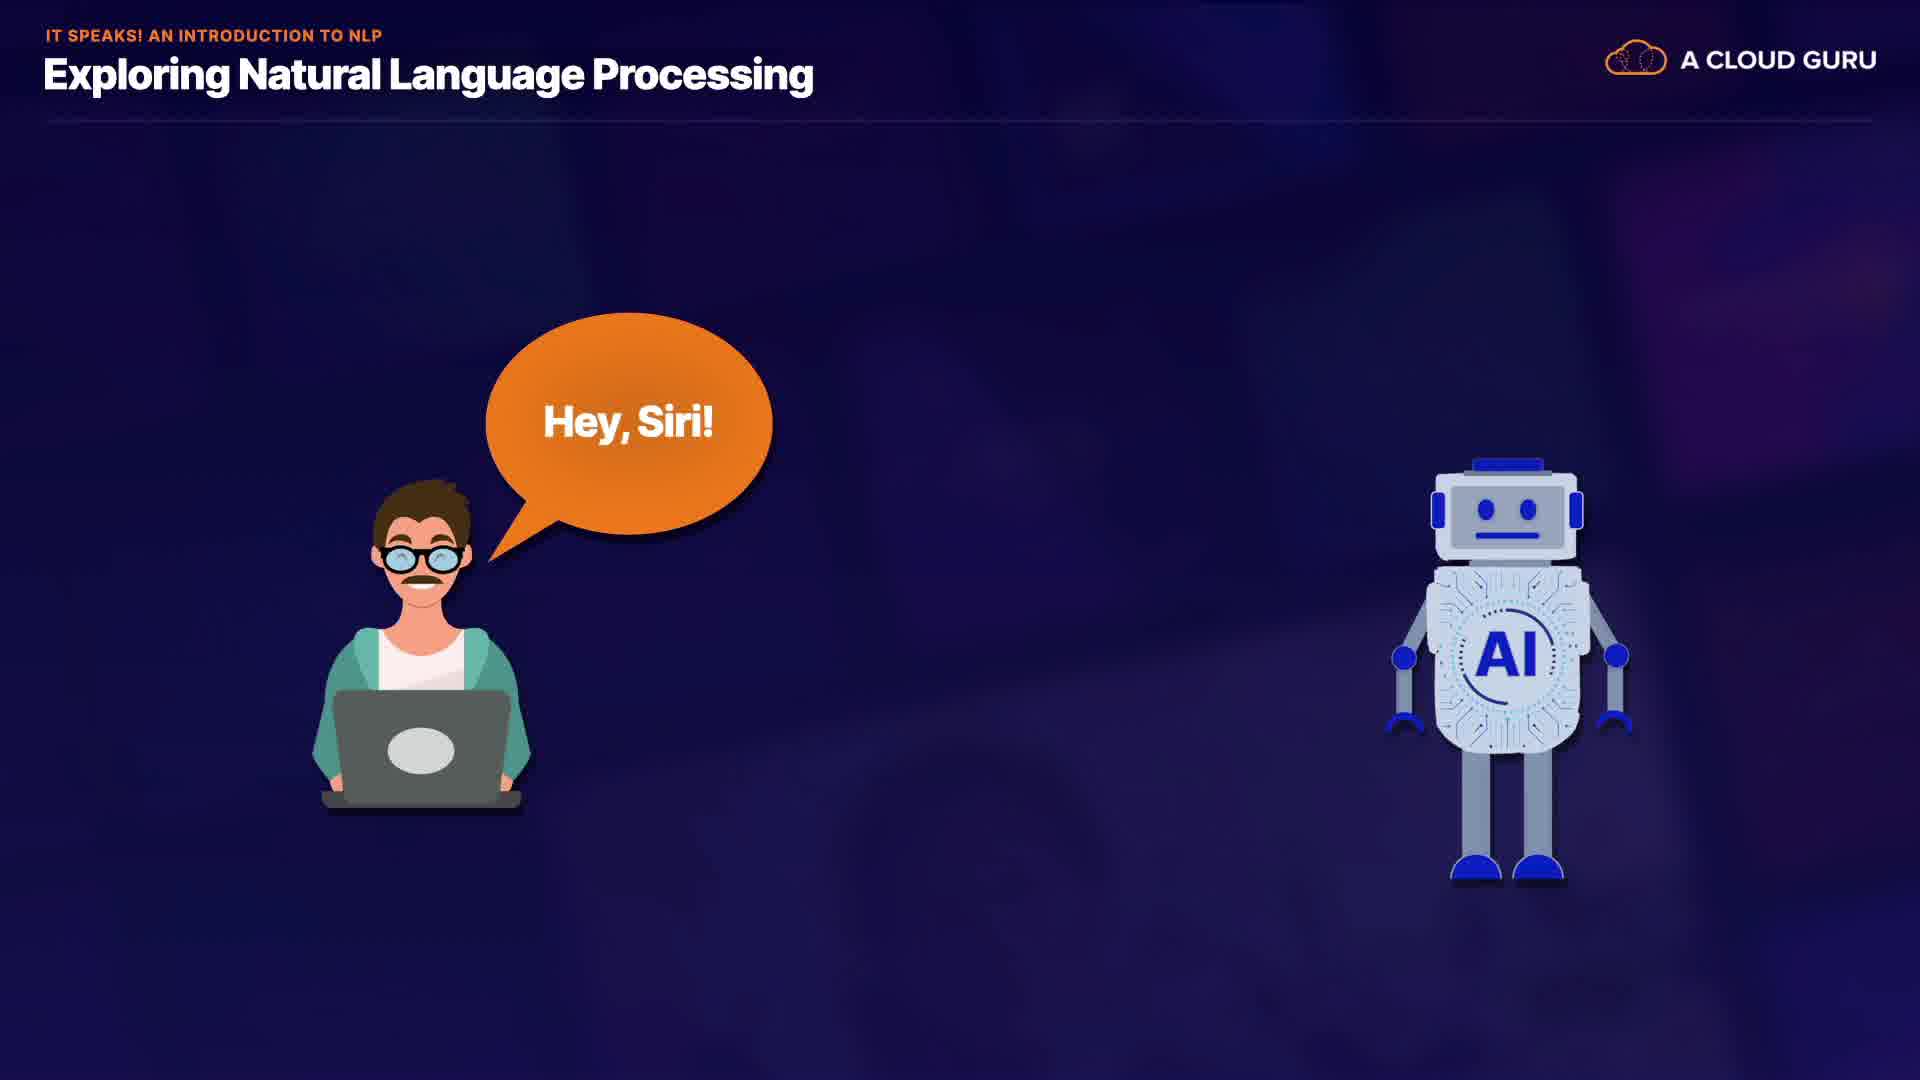 IT SPEAKS! AN INTRODUCTION TO NLP
Exploring Natural Language Processing
A CLOUD GURU
Hey, Siri!
AI